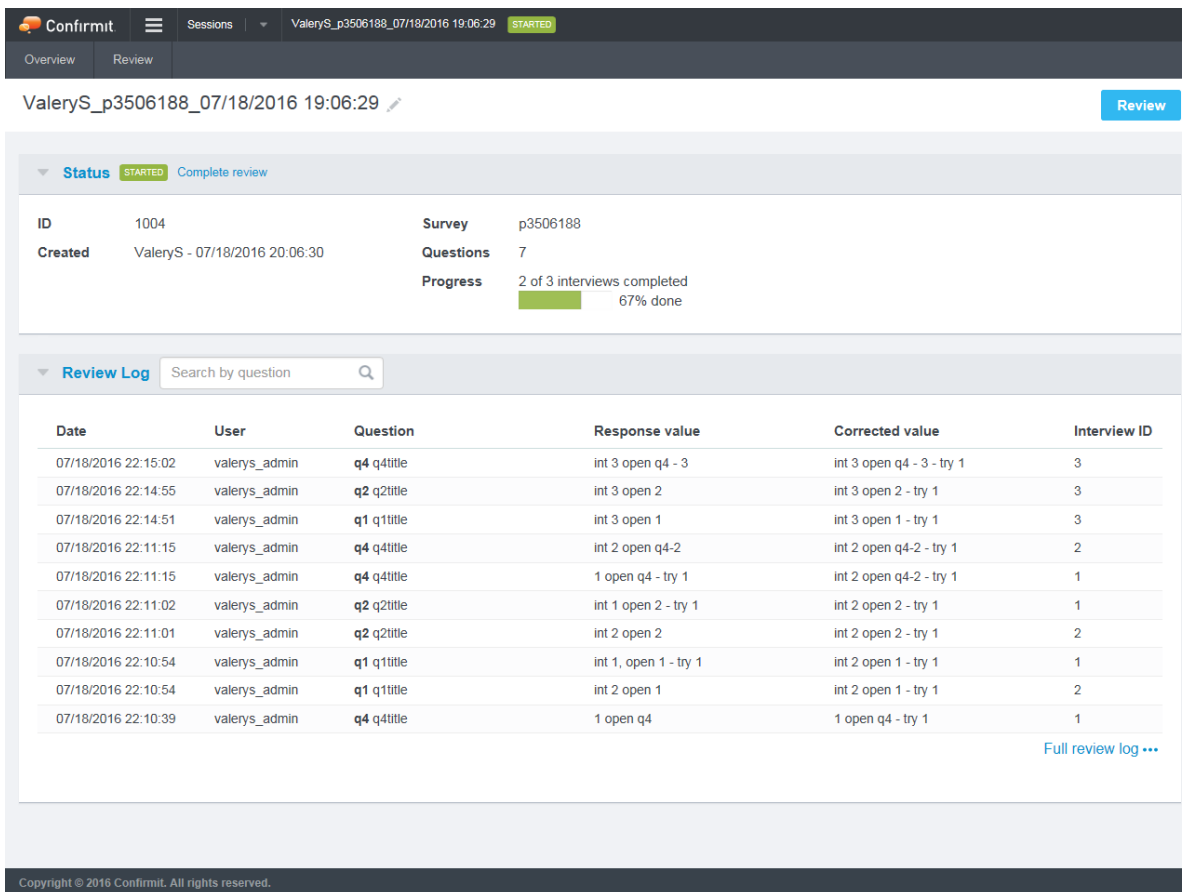 Confirmit. Sessions ValeryS_p3506188_07/18/2016 19:06:29 STARTED
Overview Review
ValeryS_p3506188_07/18/2016 19:06:29 Review
Status STARTED Complete review
ID 1004 Survey p3506188
Created ValeryS - 07/18/2016 20:06:30 Questions 7
Progress 2 of 3 interviews completed
67% done
Review Log Search by question
Date User Question Response value Corrected value Interview ID
07/18/2016 22:15:02 valerys_admin q4 q4title int 3 open q4 - 3 int 3 open q4 - 3 - try 1 3
07/18/2016 22:14:55 valerys_admin q2 q2title int 3 open 2 int 3 open 2 - try 1 3
07/18/2016 22:14:51 valerys_admin q1 q1title int 3 open 1 int 3 open 1 - try 1 3
07/18/2016 22:11:15 valerys_admin q4 q4title int 2 open q4-2 int 2 open q4-2 - try 1 2
07/18/2016 22:11:15 valerys_admin q4 q4title 1 open q4 - try 1 int 2 open q4-2 - try 1 1
07/18/2016 22:11:02 valerys_admin q2 q2title int 1 open 2 - try 1 int 2 open 2 - try 1 1
07/18/2016 22:11:01 valerys_admin q2 q2title int 2 open 2 int 2 open 2 - try 1 2
07/18/2016 22:10:54 valerys_admin q1 q1title int 1, open 1 - try 1 int 2 open 1 - try 1 1
07/18/2016 22:10:54 valerys_admin q1 q1title int 2 open 1 int 2 open 1 - try 1 2
07/18/2016 22:10:39 valerys_admin q4 q4title 1 open q4 1 open q4 - try 1 1
Full review log •••
Copyright © 2016 Confirmit. All rights reserved.